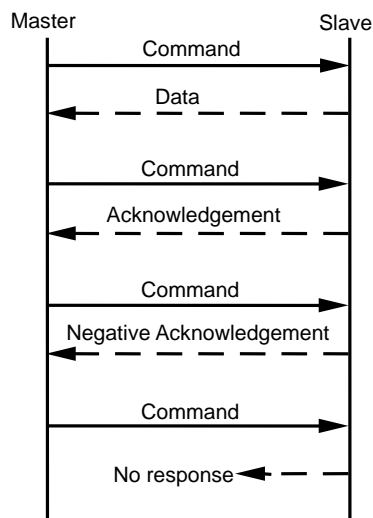 Master
Slave
Command
Data
Command
Acknowledgement
Command
Negative Acknowledgement
Command
No response